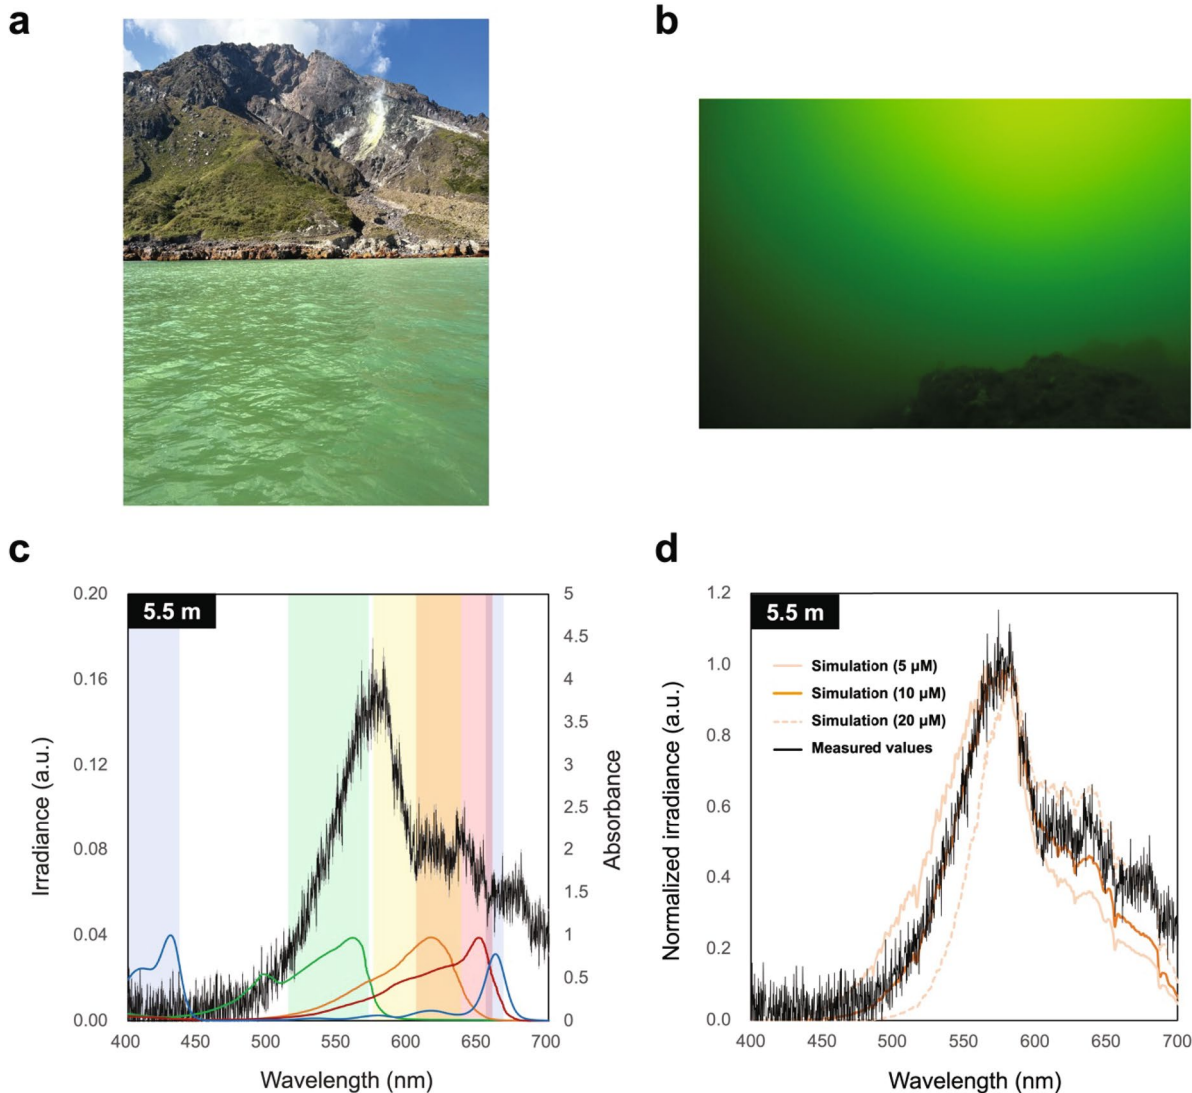 a
b
c
d
0.20
0.16
0.12
0.08
0.04
0.00
Irradiance (a.u.)
5.5 m
5
4.5
4
3.5
3
2.5
2
1.5
1
0.5
0
Absorbance
400
450
500
550
600
650
700
Wavelength (nm)
1.2
1.0
0.8
0.6
0.4
0.2
0.0
Normalized irradiance (a.u.)
5.5 m
Simulation (5 μM)
Simulation (10 μM)
Simulation (20 μM)
Measured values
400
450
500
550
600
650
700
Wavelength (nm)